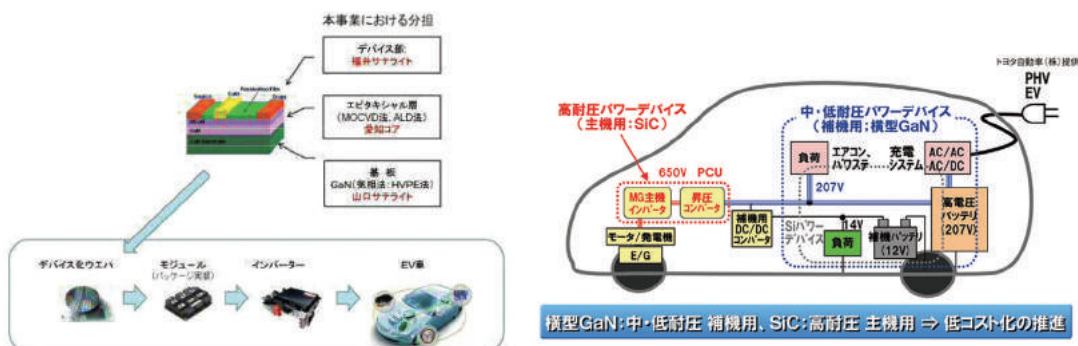 本事業における分担
デバイス部:
福井サテライト
エピタキシャル層
(MOCVD法、ALD法)
愛知コア
基 板
GaN(気相法:HVPE法)
山口サテライト
Source
Gate
Passivation Film
Drain
デバイスをウエハ
モジュール
(パッケージ実装)
インバーター
EV車
トヨタ自動車(株)提供
PHV
EV
高耐圧パワーデバイス
(主機用:SiC)
中・低耐圧パワーデバイス
(補機用:横型GaN)
負荷
エアコン、
パワステ
充電
システム
AC/AC
AC/DC
650V PCU
207V
MG主機
インバータ
昇圧
コンバータ
モータ/発電機
E/G
補機用
DC/DC
コンバータ
Siパワー
デバイス
14V
負荷
補機バッテリ
(12V)
高電圧
バッテリ
(207V)
横型GaN:中・低耐圧 補機用、SiC:高耐圧 主機用 ⇒ 低コスト化の推進